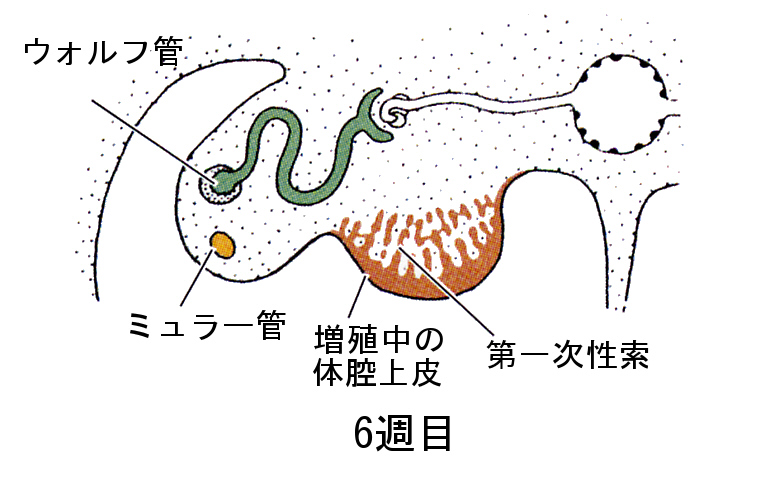 ウォルフ管
ミュラー管
増殖中の
体腔上皮
第一次性索
6週目